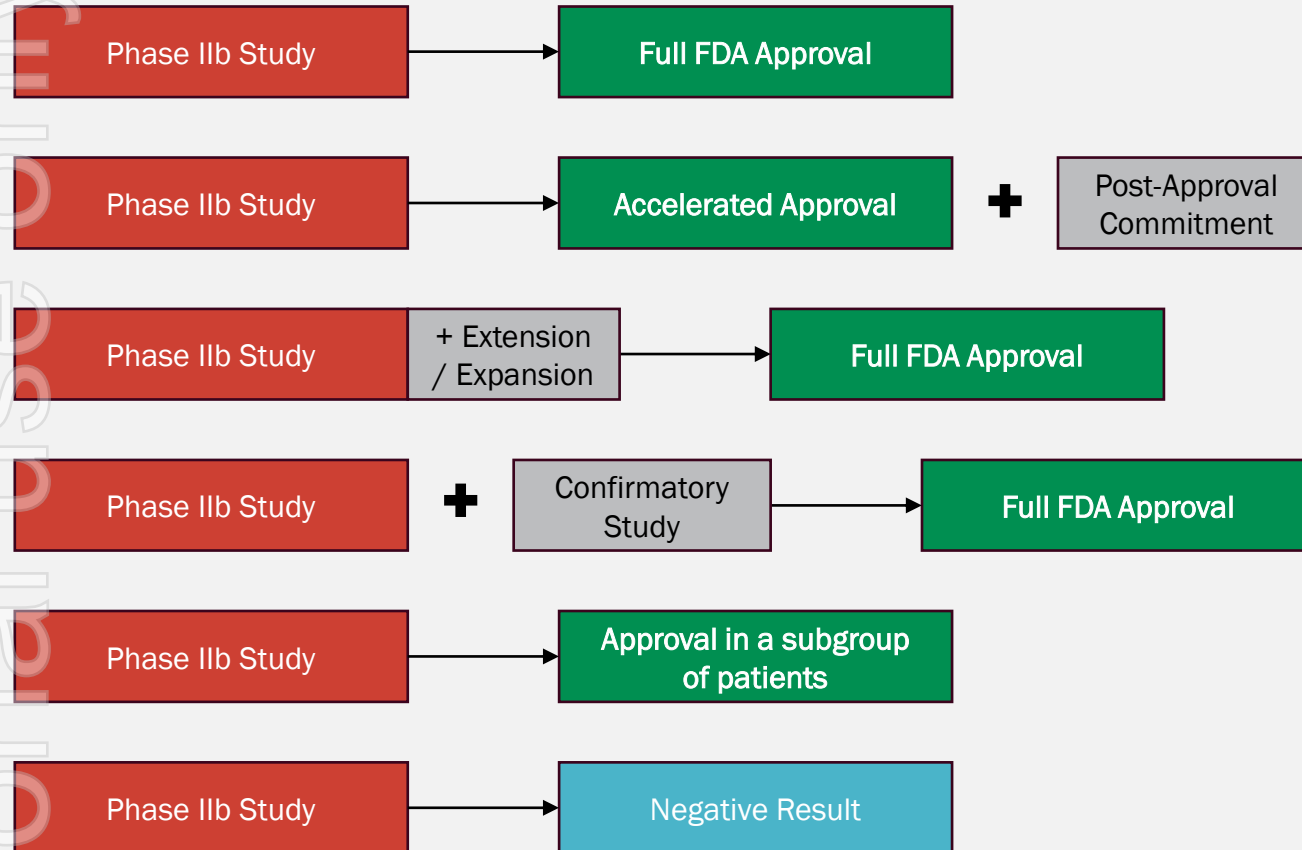 Phase IIb Study
Full FDA Approval
Phase IIb Study
Accelerated Approval
+
Post-Approval
Commitment
Phase IIb Study
+ Extension
/ Expansion
Full FDA Approval
Phase IIb Study
+
Confirmatory
Study
Full FDA Approval
Phase IIb Study
Approval in a subgroup
of patients
Phase IIb Study
Negative Result